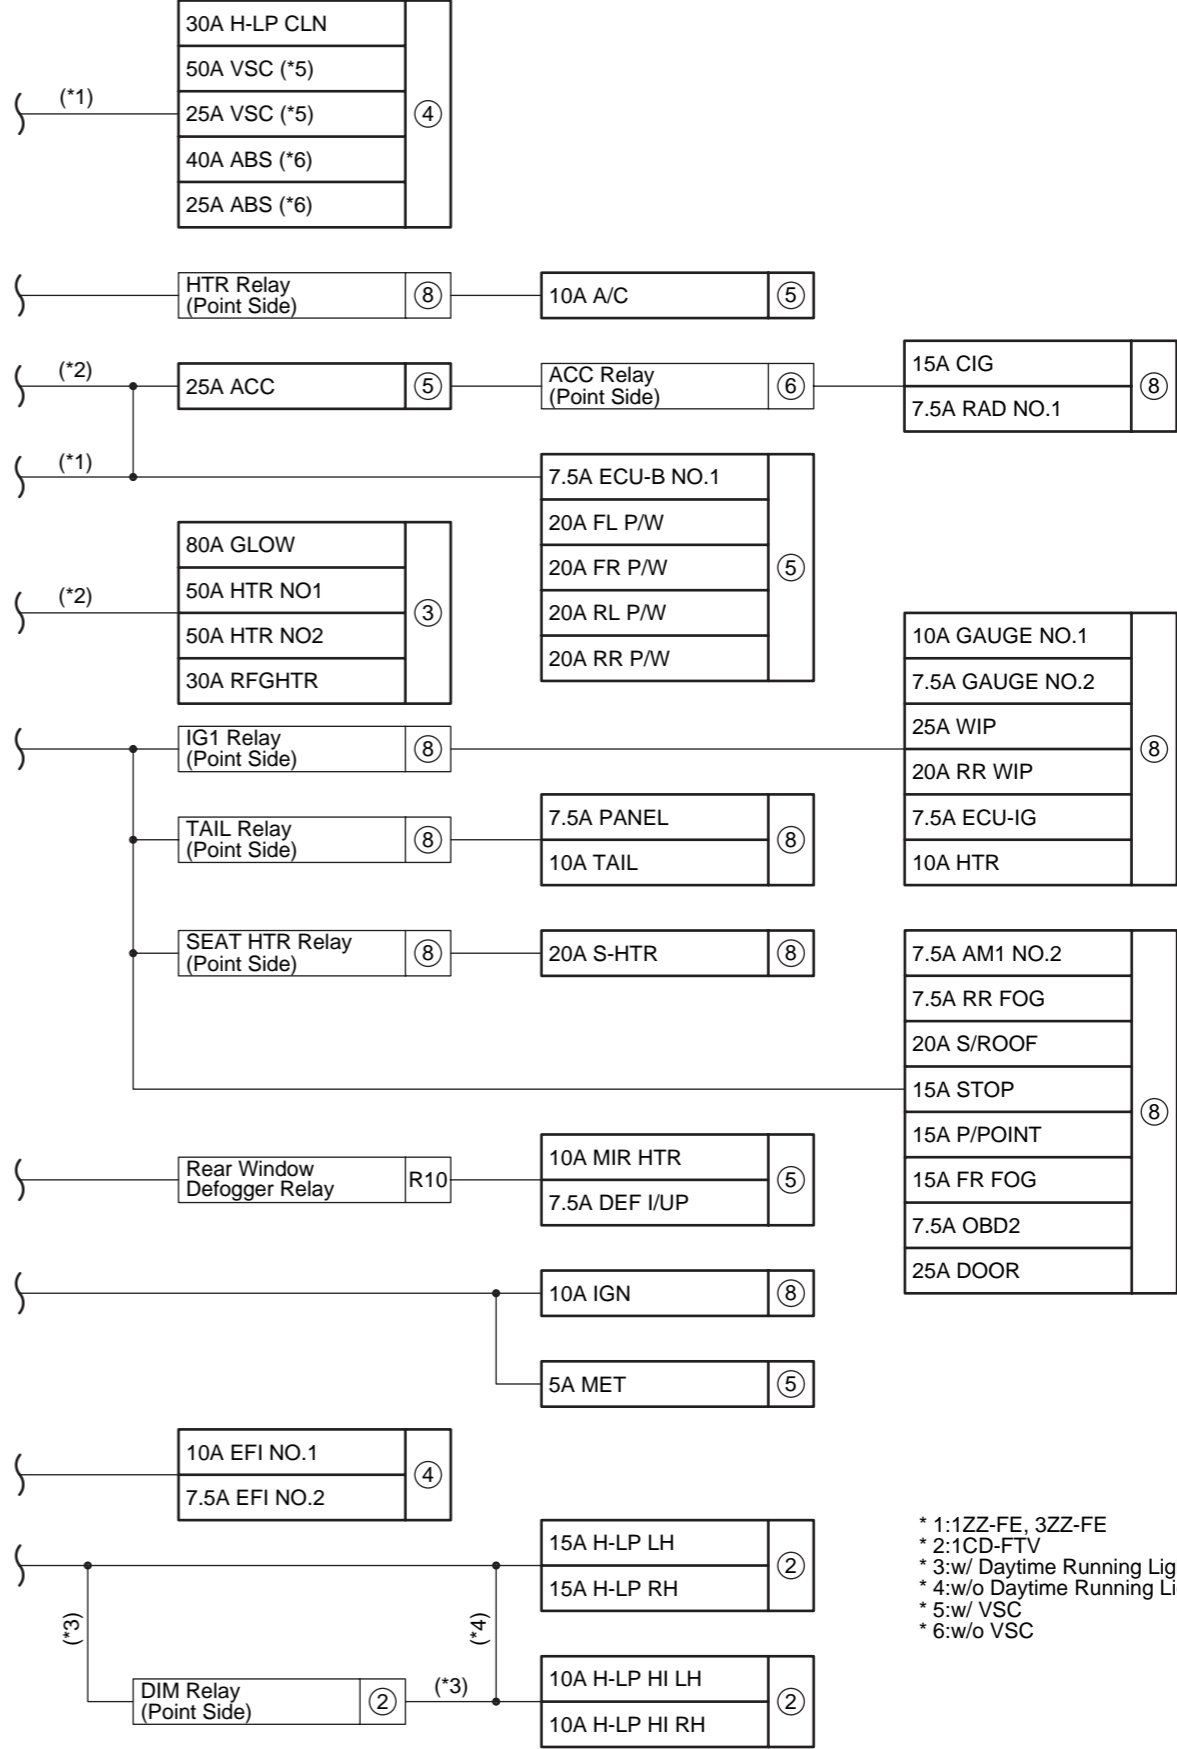 30A H-LP CLN
50A VSC (*5)
(*1)
25A VSC (*5)
④
40A ABS (*6)
25A ABS (*6)
HTR Relay
(Point Side)
⑧
10A A/C
⑤
(*2)
25A ACC
⑤
ACC Relay
(Point Side)
⑥
15A CIG
7.5A RAD NO.1
⑧
(*1)
7.5A ECU-B NO.1
20A FL P/W
20A FR P/W
20A RL P/W
20A RR P/W
⑤
80A GLOW
50A HTR NO1
(*2)
50A HTR NO2
30A RFGHTR
③
IG1 Relay
(Point Side)
⑧
10A GAUGE NO.1
7.5A GAUGE NO.2
25A WIP
20A RR WIP
7.5A ECU-IG
10A HTR
⑧
TAIL Relay
(Point Side)
⑧
7.5A PANEL
10A TAIL
⑧
SEAT HTR Relay
(Point Side)
⑧
20A S-HTR
⑧
7.5A AM1 NO.2
7.5A RR FOG
20A S/ROOF
15A STOP
15A P/POINT
15A FR FOG
7.5A OBD2
25A DOOR
⑧
Rear Window
Defogger Relay
R10
10A MIR HTR
7.5A DEF I/UP
⑤
10A IGN
⑧
5A MET
⑤
10A EFI NO.1
7.5A EFI NO.2
④
15A H-LP LH
15A H-LP RH
②
(*3)
(*4)
DIM Relay
(Point Side)
②
(*3)
10A H-LP HI LH
10A H-LP HI RH
②
* 1:1ZZ-FE, 3ZZ-FE
* 2:1CD-FTV
* 3:w/ Daytime Running Lig
* 4:w/o Daytime Running Li
* 5:w/ VSC
* 6:w/o VSC